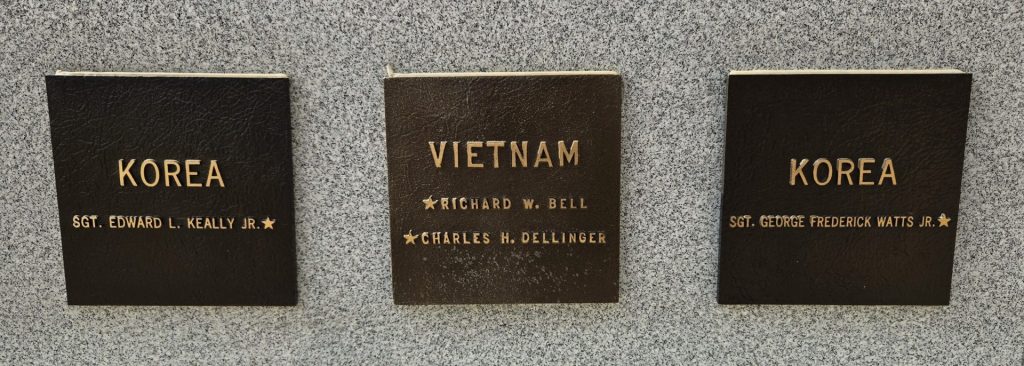 KOREA
SGT. EDWARD L. KEALLY JR.★
VIETNAM
★RICHARD W. BELL
★CHARLES H. DELLINGER
KOREA
SGT. GEORGE FREDERICK WATTS JR.★